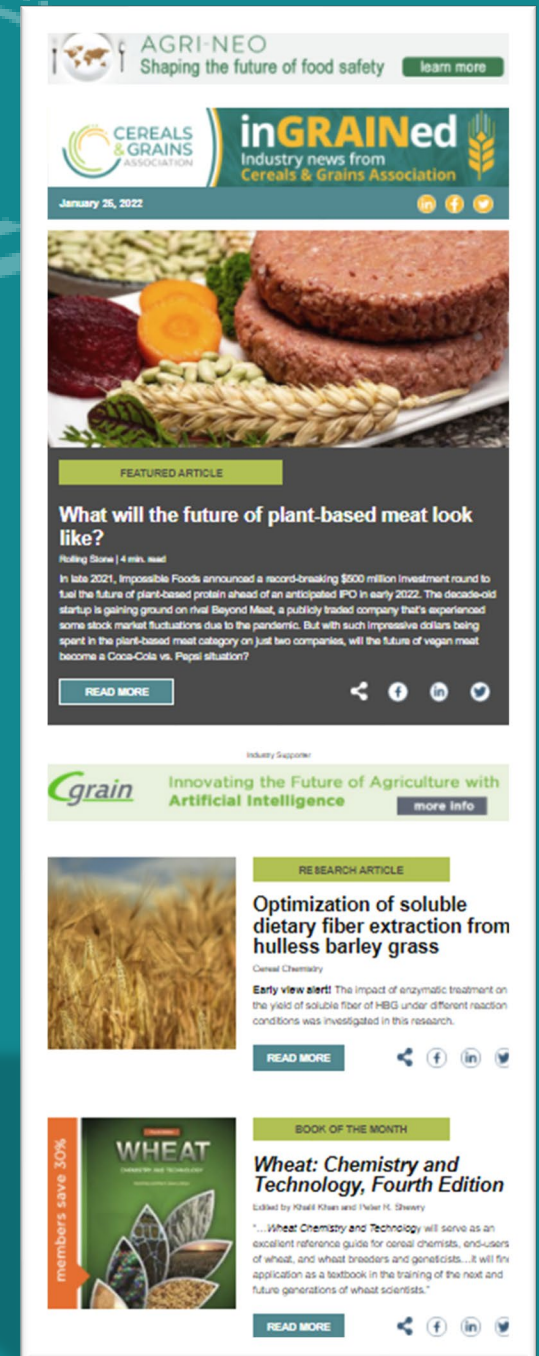 AGRI-NEO
Shaping the future of food safety
learn more
CEREALS
& GRAINS
ASSOCIATION
inGRAINed
Industry news from
Cereals & Grains Association
January 26, 2022
FEATURED ARTICLE
What will the future of plant-based meat look
like?
Rolling Stone | 4 min. read
In late 2021, Impossible Foods announced a record-breaking $500 million investment round to
fuel the future of plant-based protein ahead of an anticipated IPO in early 2022. The decade-old
startup is gaining ground on rival Beyond Meat, a publicly traded company that's experienced
some stock market fluctuations due to the pandemic. But with such impressive dollars being
spent in the plant-based meat category on just two companies, will the future of vegan meat
become a Coca-Cola vs. Pepsi situation?
READ MORE
Industry Supporter
Cgrain
Innovating the Future of Agriculture with
Artificial Intelligence
more info
RESEARCH ARTICLE
Optimization of soluble
dietary fiber extraction from
hulless barley grass
Cereal Chemistry
Early view alert! The impact of enzymatic treatment on
the yield of soluble fiber of HBG under different reaction
conditions was investigated in this research.
READ MORE
members save 30%
WHEAT
CHEMISTRY AND TECHNOLOGY
BOOK OF THE MONTH
Wheat: Chemistry and
Technology, Fourth Edition
Edited by Khalil Khan and Peter R. Shewry
"...Wheat Chemistry and Technology will serve as an
excellent reference guide for cereal chemists, end-users
of wheat, and wheat breeders and geneticists...it will fin
application as a textbook in the training of the next and
future generations of wheat scientists."
READ MORE